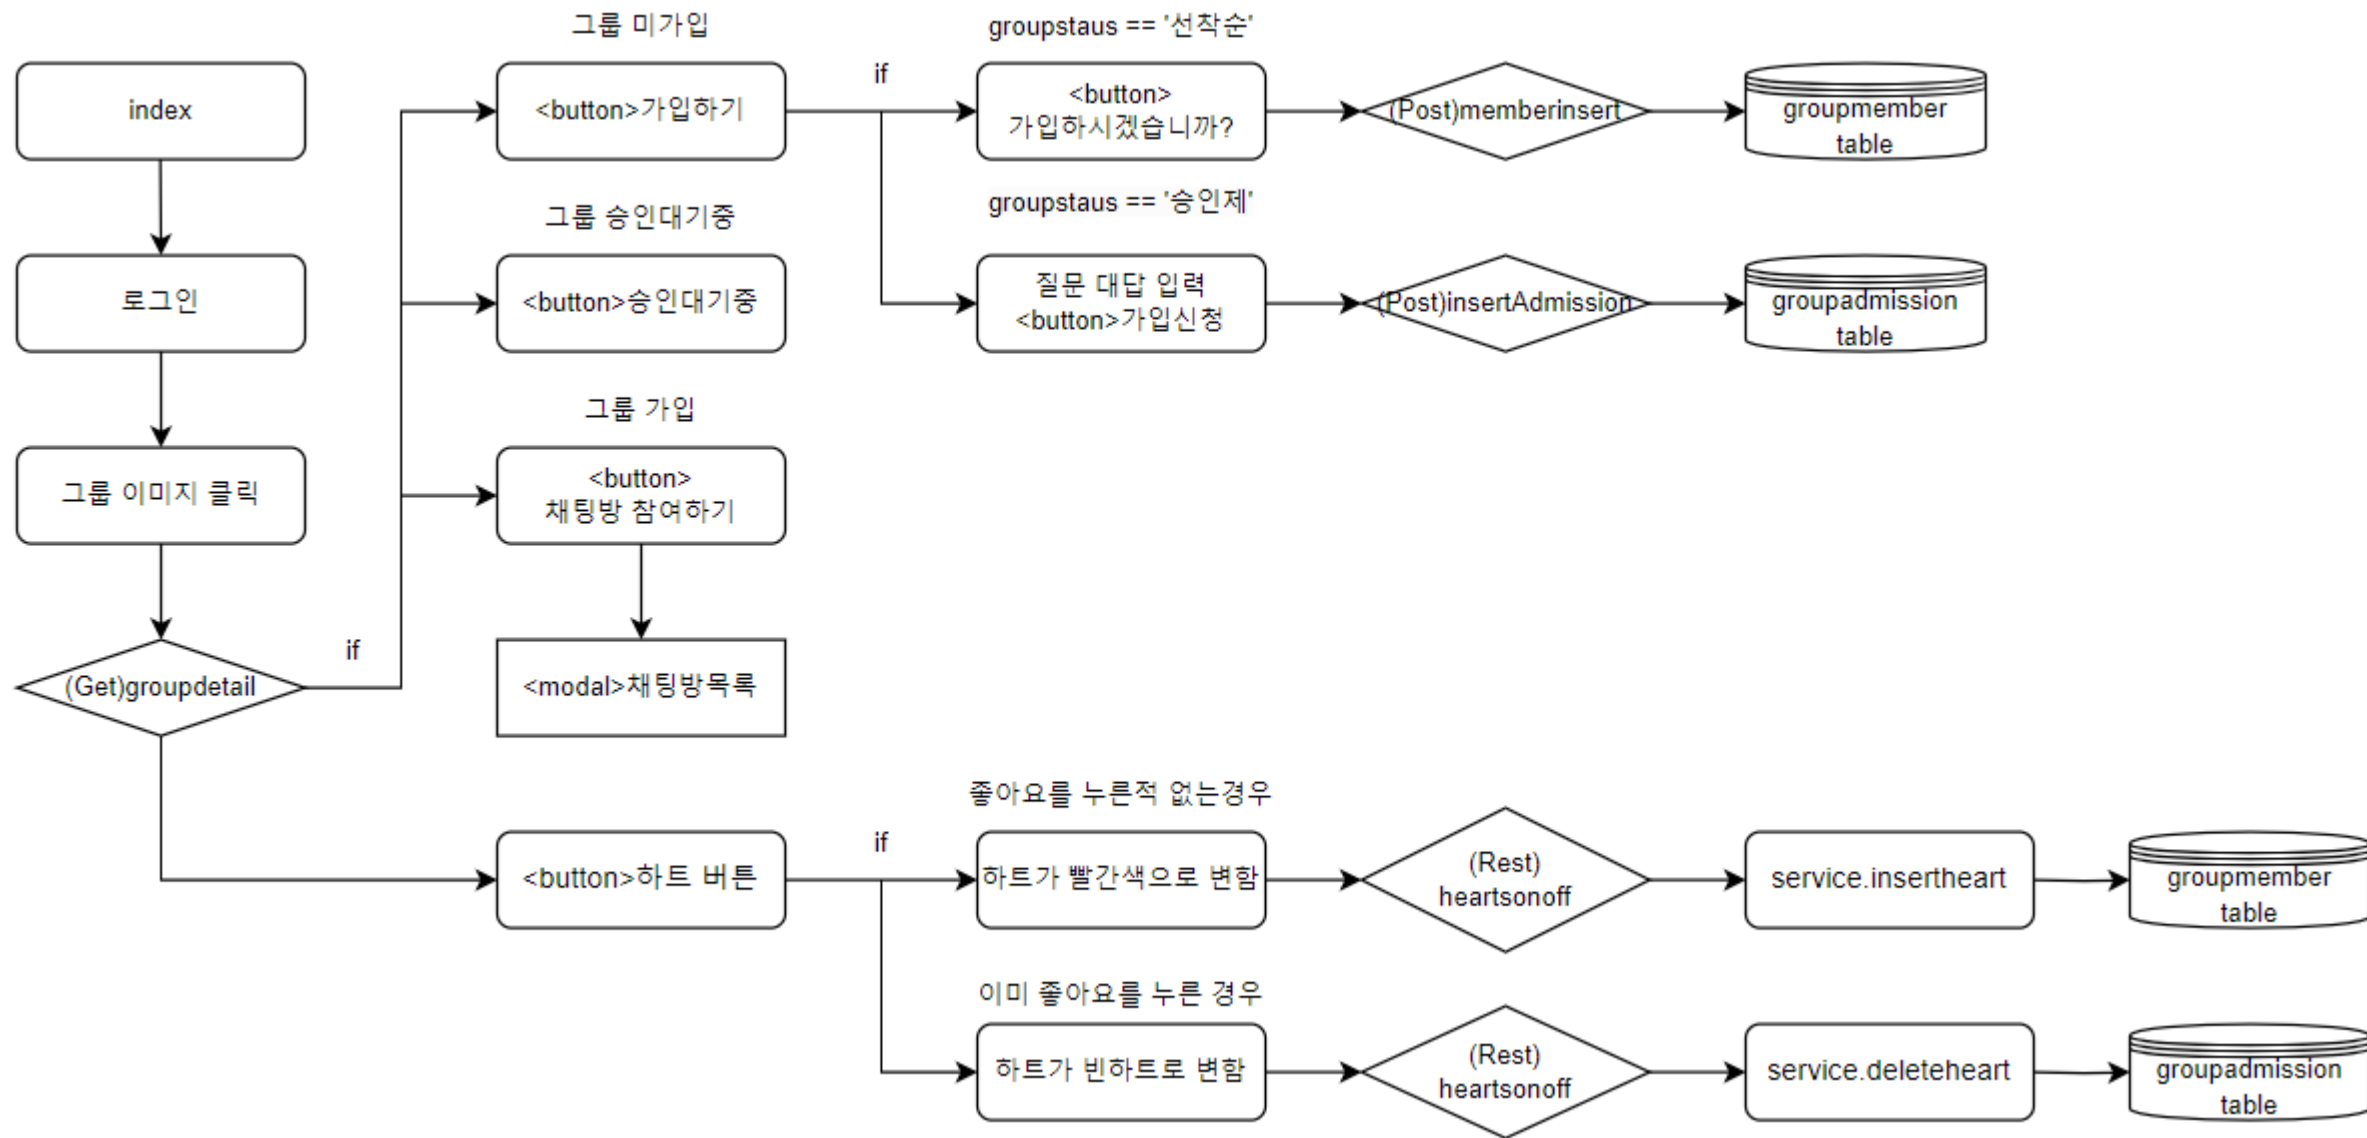 그룹 미가입
groupstaus == '선착순'
index
<button>가입하기
if
<button>
가입하시겠습니까?
(Post)memberinsert
groupmember
table
그룹 승인대기중
groupstaus == '승인제'
로그인
<button>승인대기중
질문 대답 입력
<button>가입신청
(Post)insertAdmission
groupadmission
table
그룹 가입
그룹 이미지 클릭
<button>
채팅방 참여하기
if
(Get)groupdetail
<modal>채팅방목록
좋아요를 누른적 없는경우
<button>하트 버튼
if
하트가 빨간색으로 변함
(Rest)
heartsonoff
service.insertheart
groupmember
table
이미 좋아요를 누른 경우
하트가 빈하트로 변함
(Rest)
heartsonoff
service.deleteheart
groupadmission
table